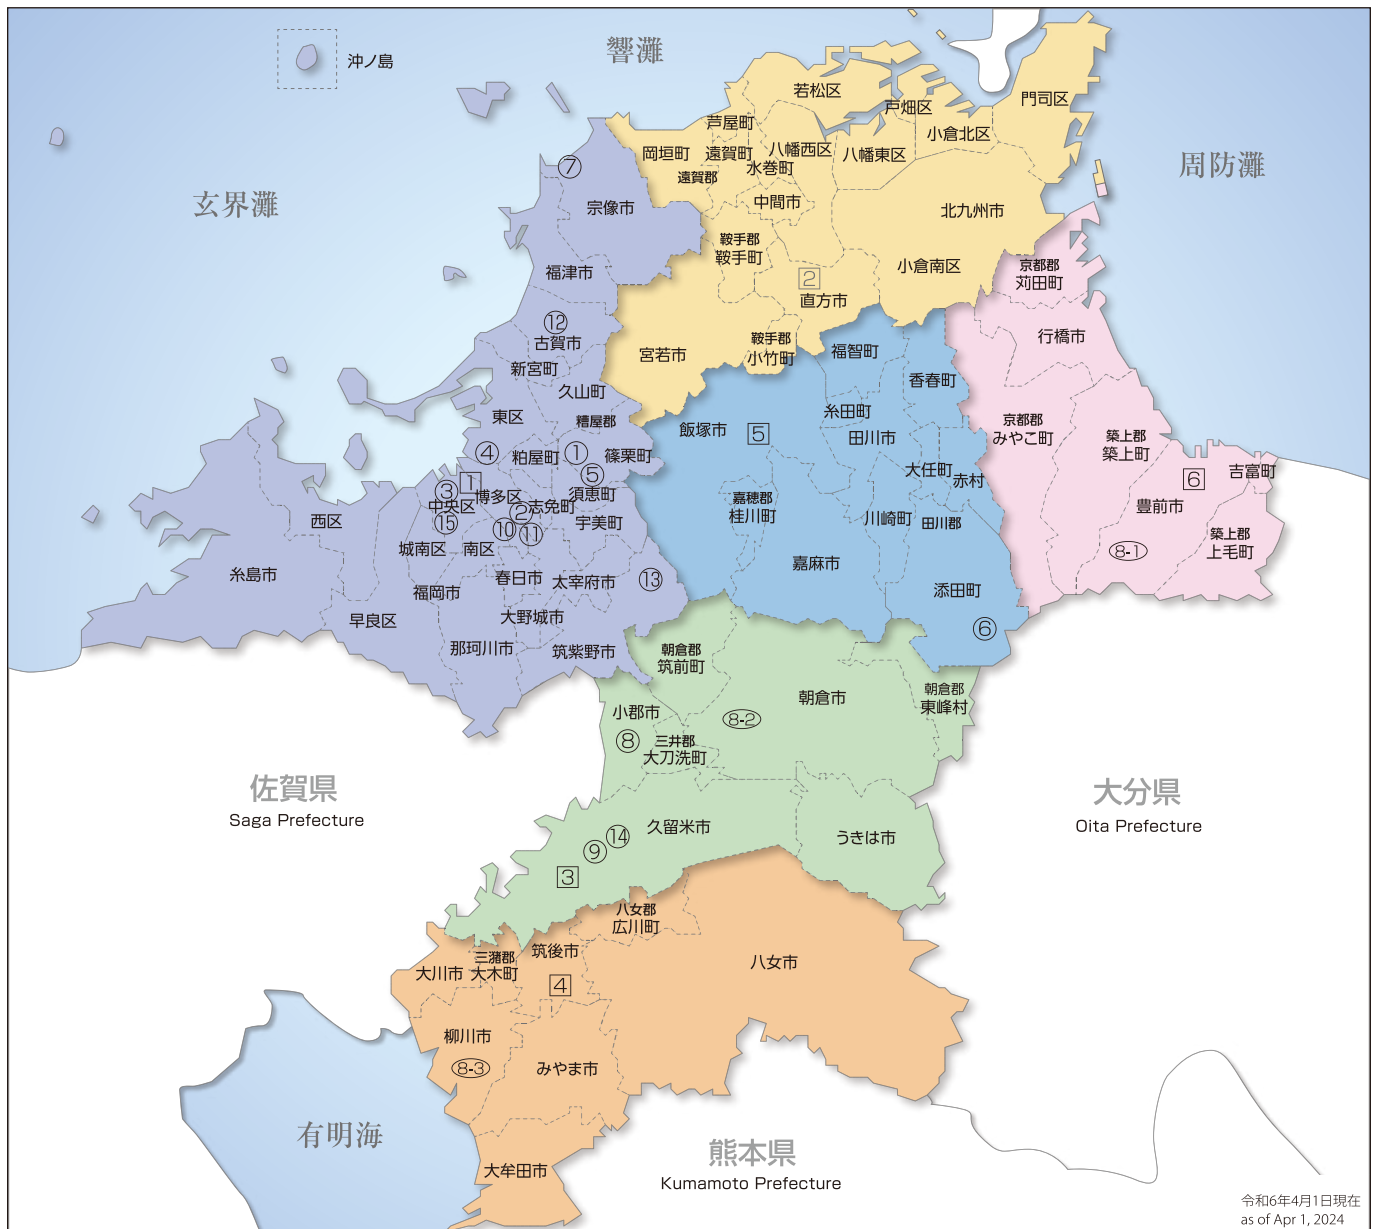 響灘
沖ノ島
玄界灘
周防灘
若松区
戸畑区
門司区
芦屋町
小倉北区
岡垣町
遠賀町
八幡西区
八幡東区
水巻町
遠賀郡
中間市
北九州市
鞍手郡
鞍手町
小倉南区
2
直方市
宮若市
鞍手郡
小竹町
⑦
宗像市
福津市
⑫
古賀市
新宮町
久山町
東区
糟屋郡
④
粕屋町
①
篠栗町
⑤
1
③
博多区
須恵町
中央区
②
志免町
⑮
⑩
⑪
宇美町
西区
城南区
南区
糸島市
春日市
太宰府市
⑬
福岡市
早良区
大野城市
那珂川市
筑紫野市
福智町
香春町
糸田町
飯塚市
5
田川市
大任町
赤村
嘉穂郡
桂川町
川崎町
田川郡
嘉麻市
添田町
⑥
京都郡
苅田町
行橋市
京都郡
みやこ町
築上郡
築上町
6
吉富町
豊前市
築上郡
上毛町
8-1
朝倉郡
筑前町
朝倉市
朝倉郡
東峰村
小郡市
8-2
⑧
三井郡
大刀洗町
久留米市
うきは市
⑭
⑨
3
八女郡
広川町
筑後市
三潴郡
大木町
大川市
4
八女市
柳川市
8-3
みやま市
大牟田市
佐賀県
Saga Prefecture
大分県
Oita Prefecture
有明海
熊本県
Kumamoto Prefecture
令和6年4月1日現在
as of Apr 1, 2024